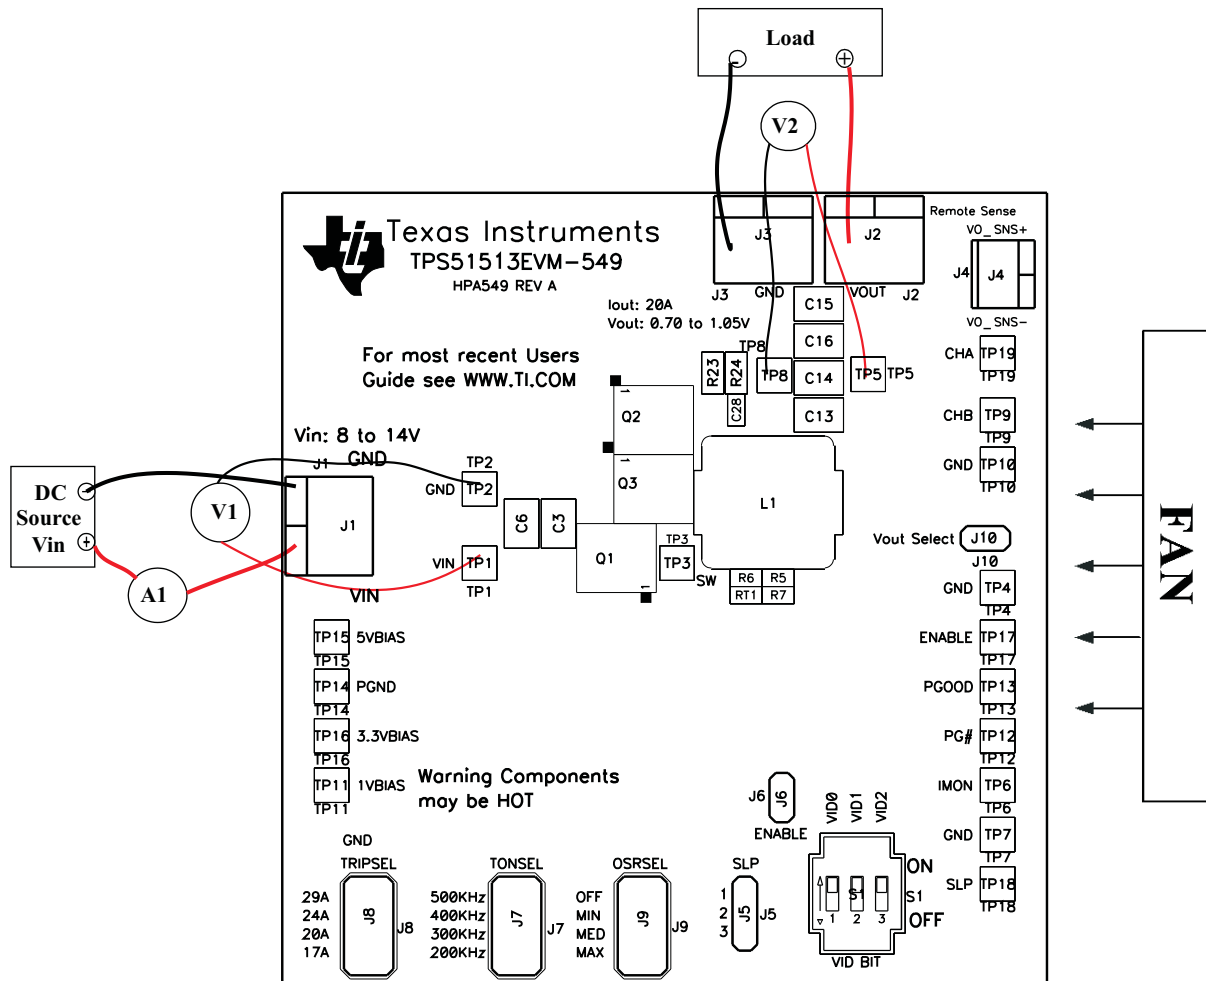 Load
- +
V2
Texas Instruments
TPS51513EVM-549
HPA549 REV A
Iout: 20A
Vout: 0.70 to 1.05V
For most recent Users
Guide see WWW.TI.COM
J3
J2
J3 GND
VOUT J2
Remote Sense
VO_SNS+
J4 J4
VO_SNS-
C15
C16
C14
C13
TP8
R23
R24
C28
TP8
TP5 TP5
CHA TP19
TP19
CHB TP9
TP9
GND TP10
TP10
Q2
1
Q3
1
Q1
1
L1
Vin: 8 to 14V
J1
GND
J1
VIN
DC
Source
Vin
-
+
V1
A1
TP2
GND TP2
VIN TP1
TP1
C6
C3
TP3
TP3
SW
R6 R5
RT1 R7
Vout Select J10
J10
GND TP4
TP4
ENABLE TP17
TP17
PGOOD TP13
TP13
PG# TP12
TP12
IMON TP6
TP6
GND TP7
TP7
SLP TP18
TP18
FAN
TP15 5VBIAS
TP15
TP14 PGND
TP14
TP16 3.3VBIAS
TP16
TP11 1VBIAS
TP11
Warning Components
may be HOT
GND
TRIPSEL
29A
24A
20A
17A
J8
J8
TONSEL
500KHz
400KHz
300KHz
200KHz
J7
J7
OSRSEL
OFF
MIN
MED
MAX
J9
J9
SLP
1
2
3
J5
J5
J6 J6
ENABLE
VID0
VID1
VID2
ON
S1
S1
OFF
1 2 3
VID BIT